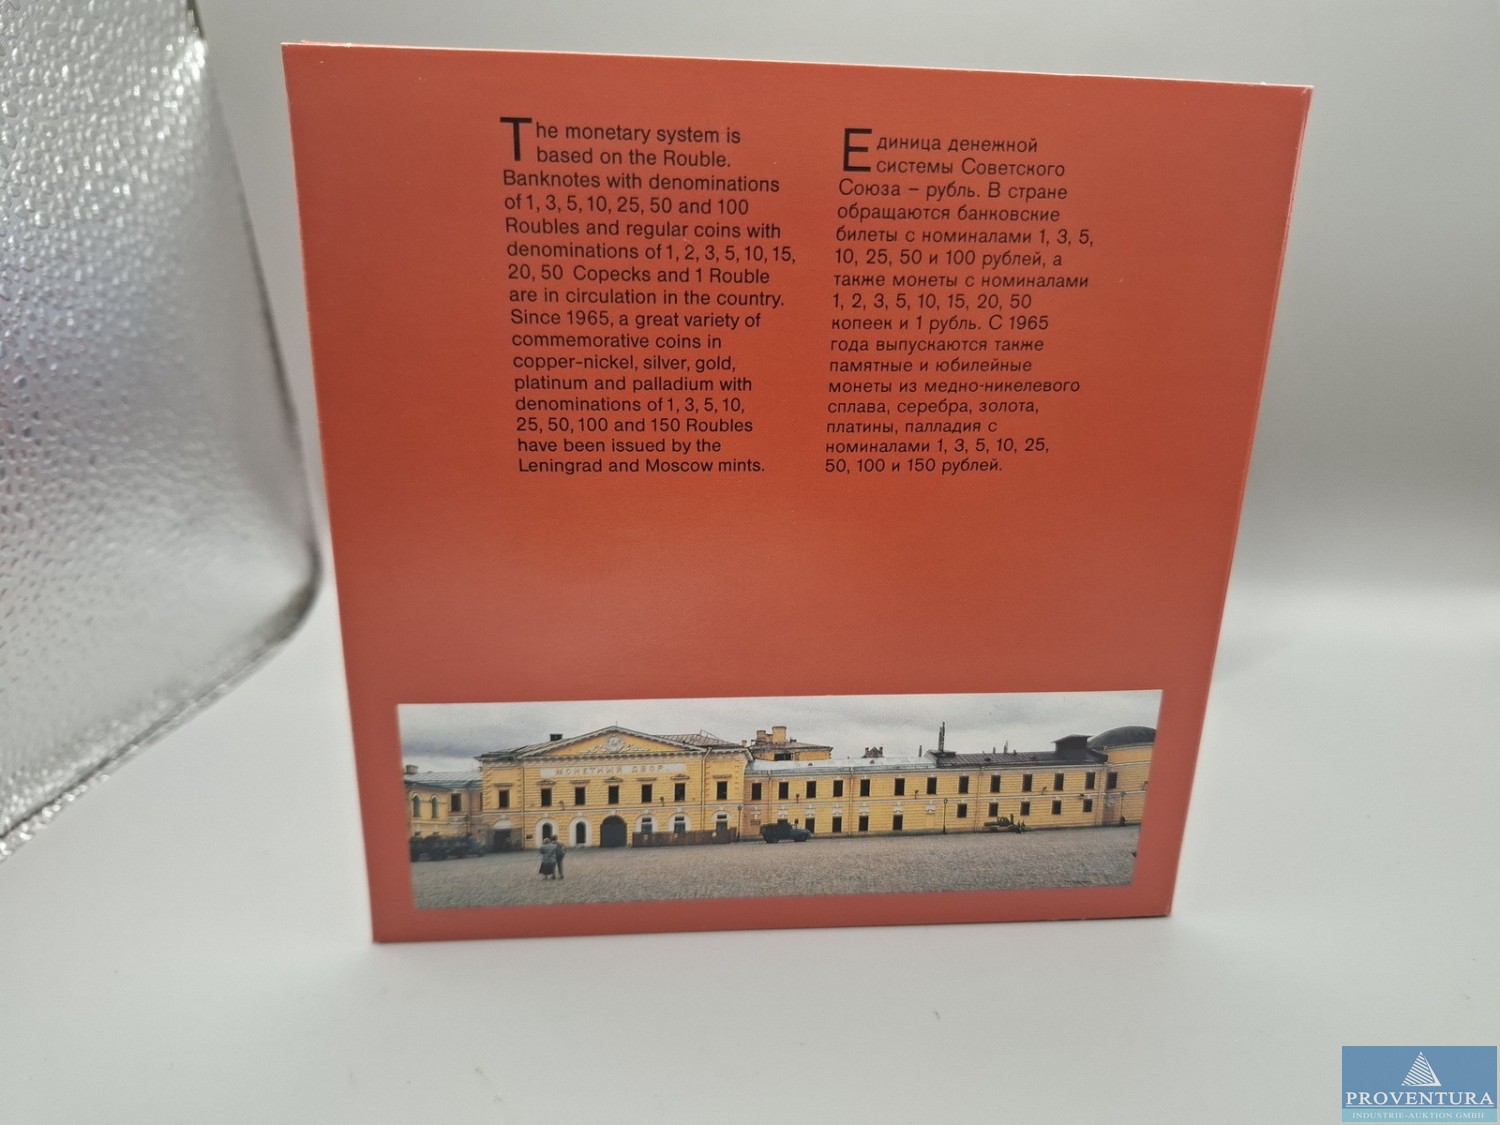 The monetary system is
based on the Rouble.
Banknotes with denominations
of 1, 3, 5, 10, 25, 50 and 100
Roubles and regular coins with
denominations of 1, 2, 3, 5, 10, 15,
20, 50 Copecks and 1 Rouble
are in circulation in the country.
Since 1965, a great variety of
commemorative coins in
copper-nickel, silver, gold,
platinum and palladium with
denominations of 1, 3, 5, 10,
25, 50, 100 and 150 Roubles
have been issued by the
Leningrad and Moscow mints.
Единица денежной
системы Советского
Союза – рубль. В стране
обращаются банковские
билеты с номиналами 1, 3, 5,
10, 25, 50 и 100 рублей, а
также монеты с номиналами
1, 2, 3, 5, 10, 15, 20, 50
копеек и 1 рубль. С 1965
года выпускаются также
памятные и юбилейные
монеты из медно-никелевого
сплава, серебра, золота,
платины, палладия с
номиналами 1, 3, 5, 10, 25,
50, 100 и 150 рублей.
МОНЕТНЫЙ ДВОР
PROVENTURA
INDUSTRIE-AUKTION GMBH